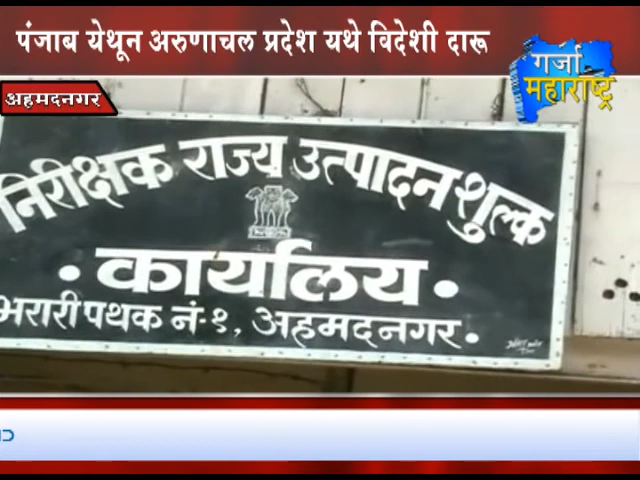 पंजाब येथून अरुणाचल प्रदेश यथे विदेशी दारू
गर्जा
महाराष्ट्र
अहमदनगर
निरीक्षक राज्य उत्पादन शुल्क
• कार्यालय •
भरारी पथक नं-१, अहमदनगर.